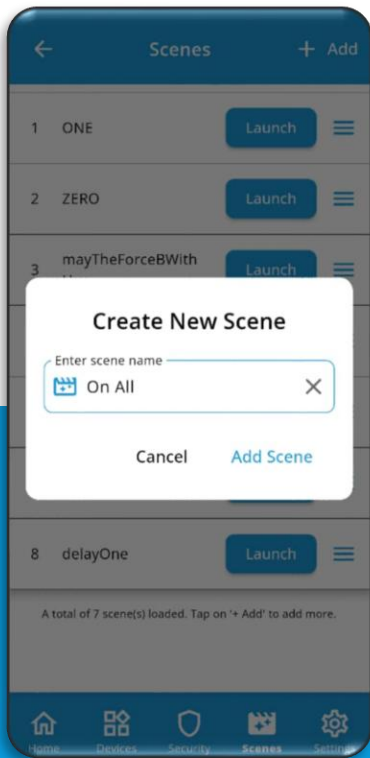 Scenes
+ Add
1 ONE Launch
2 ZERO Launch
3 mayTheForceBWith Launch
Create New Scene
Enter scene name
On All
Cancel Add Scene
8 delayOne Launch
A total of 7 scene(s) loaded. Tap on '+ Add' to add more.
Home Devices Security Scenes Settings